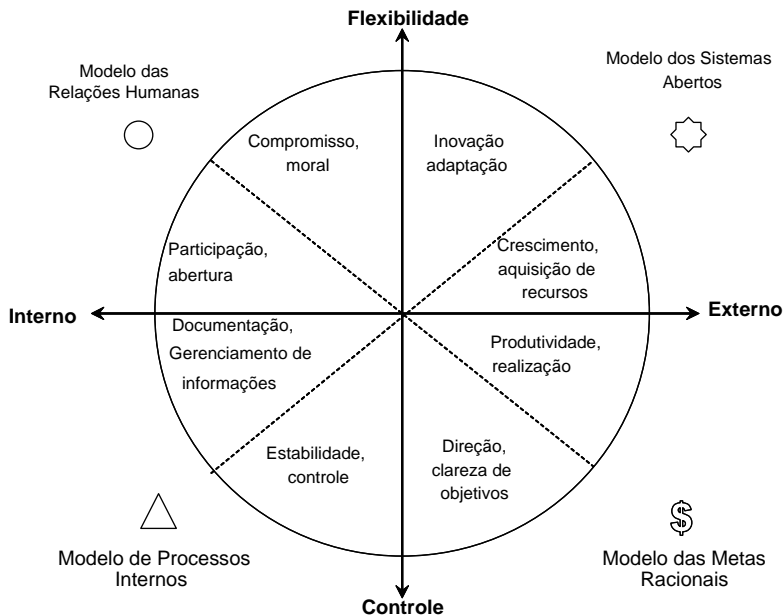 Flexibilidade
Modelo das
Relações Humanas
Modelo dos Sistemas
Abertos
Compromisso,
moral
Inovação
adaptação
Participação,
abertura
Crescimento,
aquisição de
recursos
Interno
Externo
Documentação,
Gerenciamento de
informações
Produtividade,
realização
Estabilidade,
controle
Direção,
clareza de
objetivos
$
Modelo de Processos
Internos
Modelo das Metas
Racionais
Controle